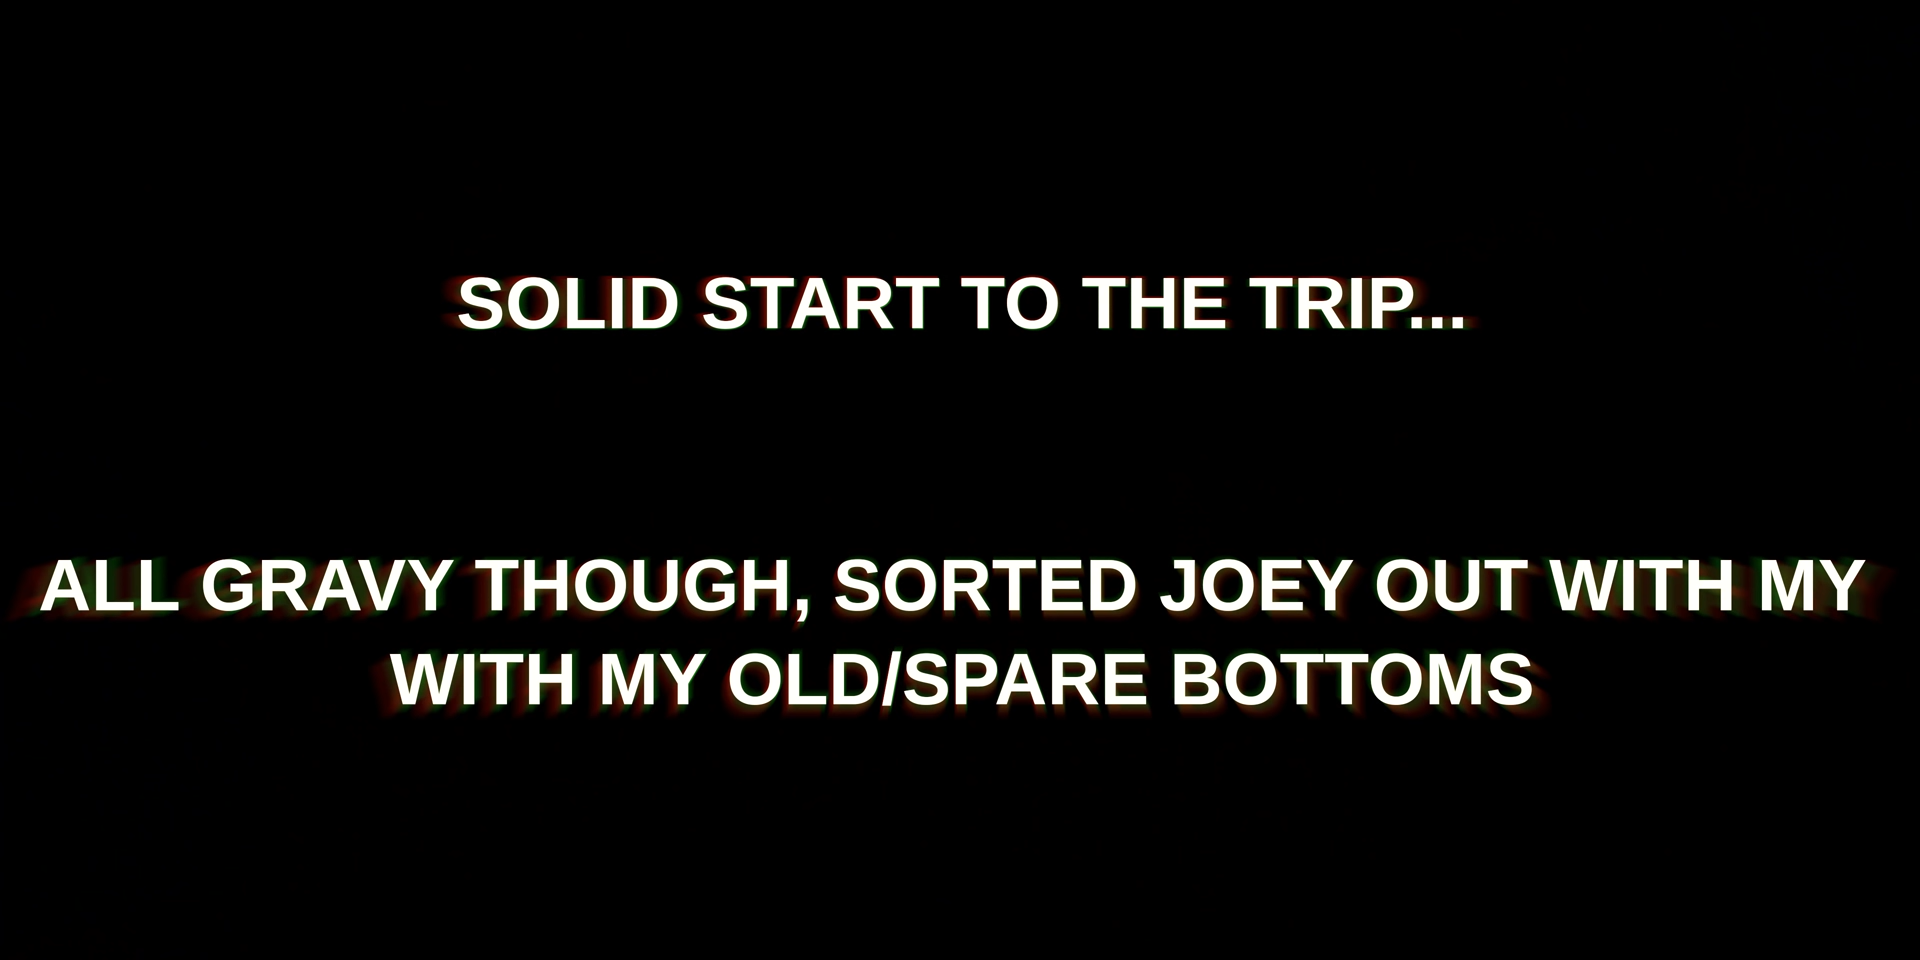 SOLID START TO THE TRIP...
ALL GRAVY THOUGH, SORTED JOEY OUT WITH MY
WITH MY OLD/SPARE BOTTOMS